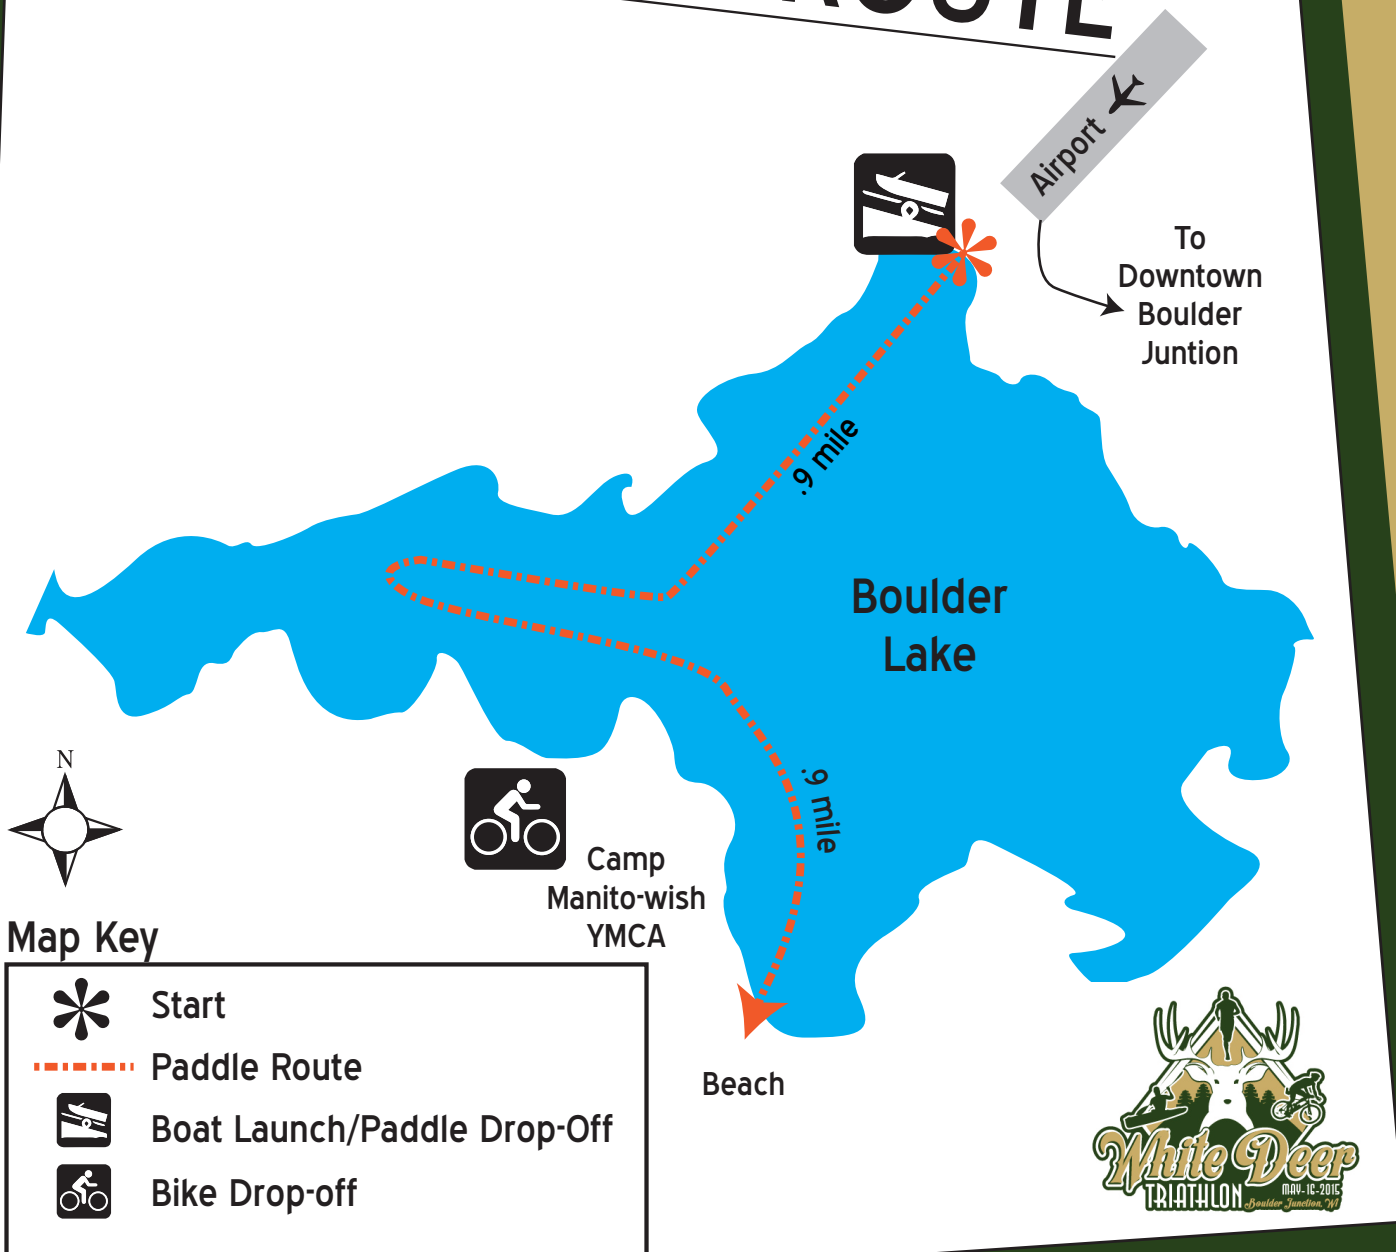 ROUTE
Airport
To
Downtown
Boulder
Juntion
.9 mile
Boulder
Lake
.9 mile
N
Camp
Manito-wish
YMCA
Map Key
Start
Paddle Route
Boat Launch/Paddle Drop-Off
Bike Drop-off
Beach
White Deer
TRIATHLON
MAY-16-2015
Boulder Junction, WI